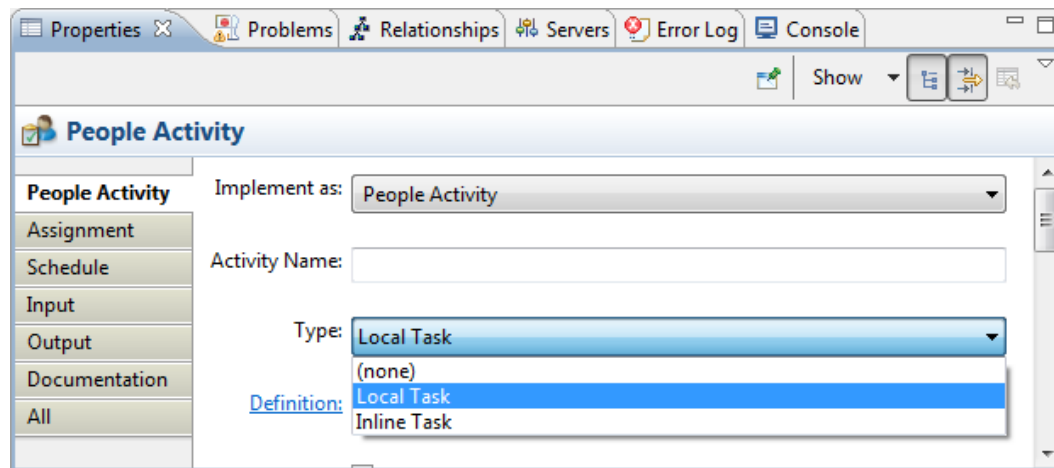 Properties Problems Relationships Servers Error Log Console
Show
People Activity
People Activity
Implement as: People Activity
Assignment
Schedule
Activity Name:
Input
Output
Type: Local Task
(none)
Documentation
Definition: Local Task
All
Inline Task